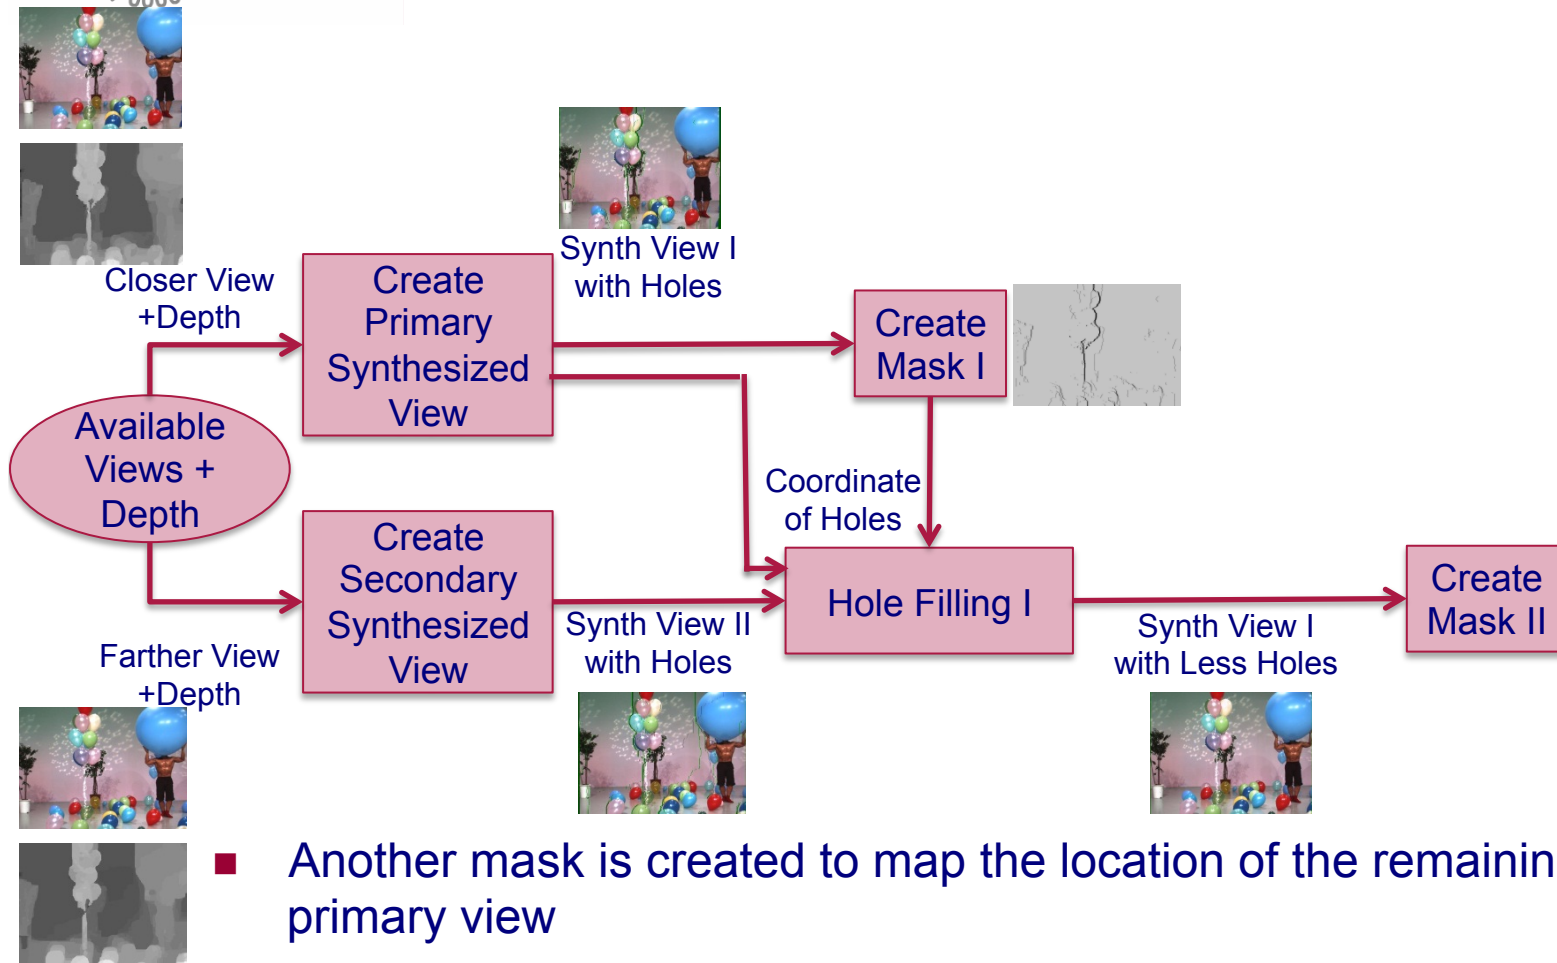 Closer View
+Depth
Create
Primary
Synthesized
View
Synth View I
with Holes
Create
Mask I
Available
Views +
Depth
Coordinate
of Holes
Create
Secondary
Synthesized
View
Farther View
+Depth
Synth View II
with Holes
Hole Filling I
Synth View I
with Less Holes
Create
Mask II
Another mask is created to map the location of the remainin
primary view